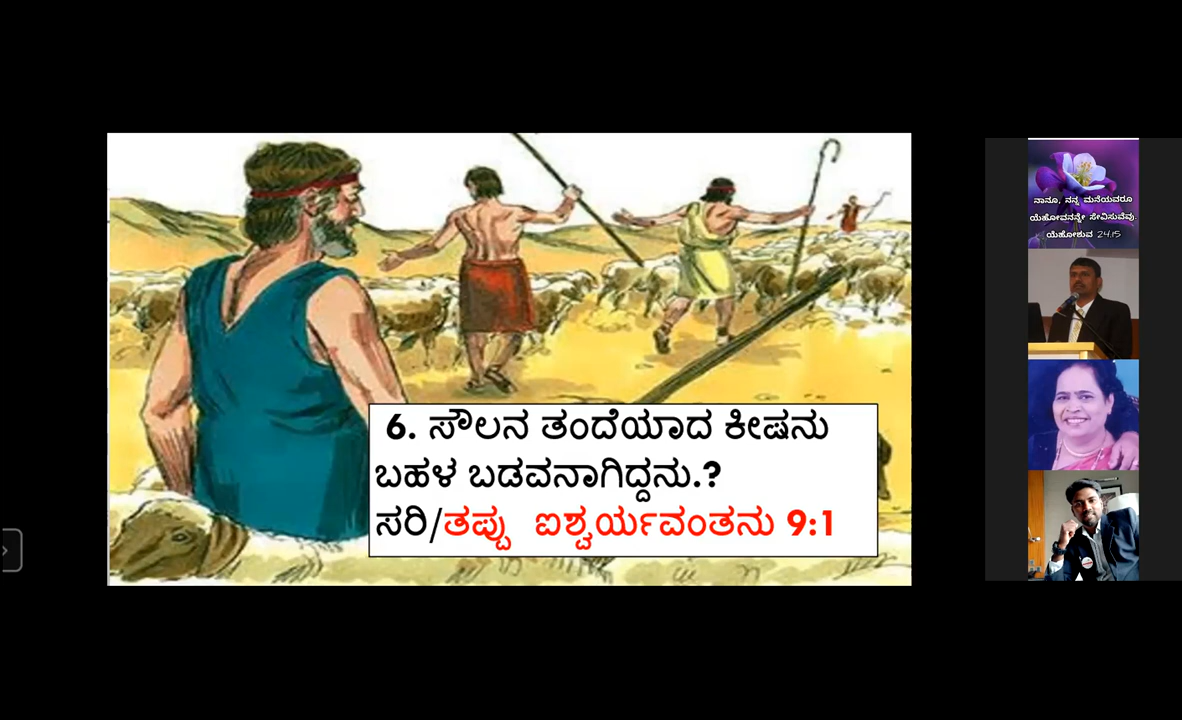 6. ಸೌಲನ ತಂದೆಯಾದ ಕೀಷನು
ಬಹಳ ಬಡವನಾಗಿದ್ದನು.?
ಸರಿ/ತಪ್ಪು ಐಶ್ವರ್ಯವಂತನು 9:1
ನಾನೂ, ನನ್ನ ಮನೆಯವರೂ
ಯೆಹೋವನನ್ನೇ ಸೇವಿಸುವೆವು.
ಯೆಹೋಶುವ 24:15